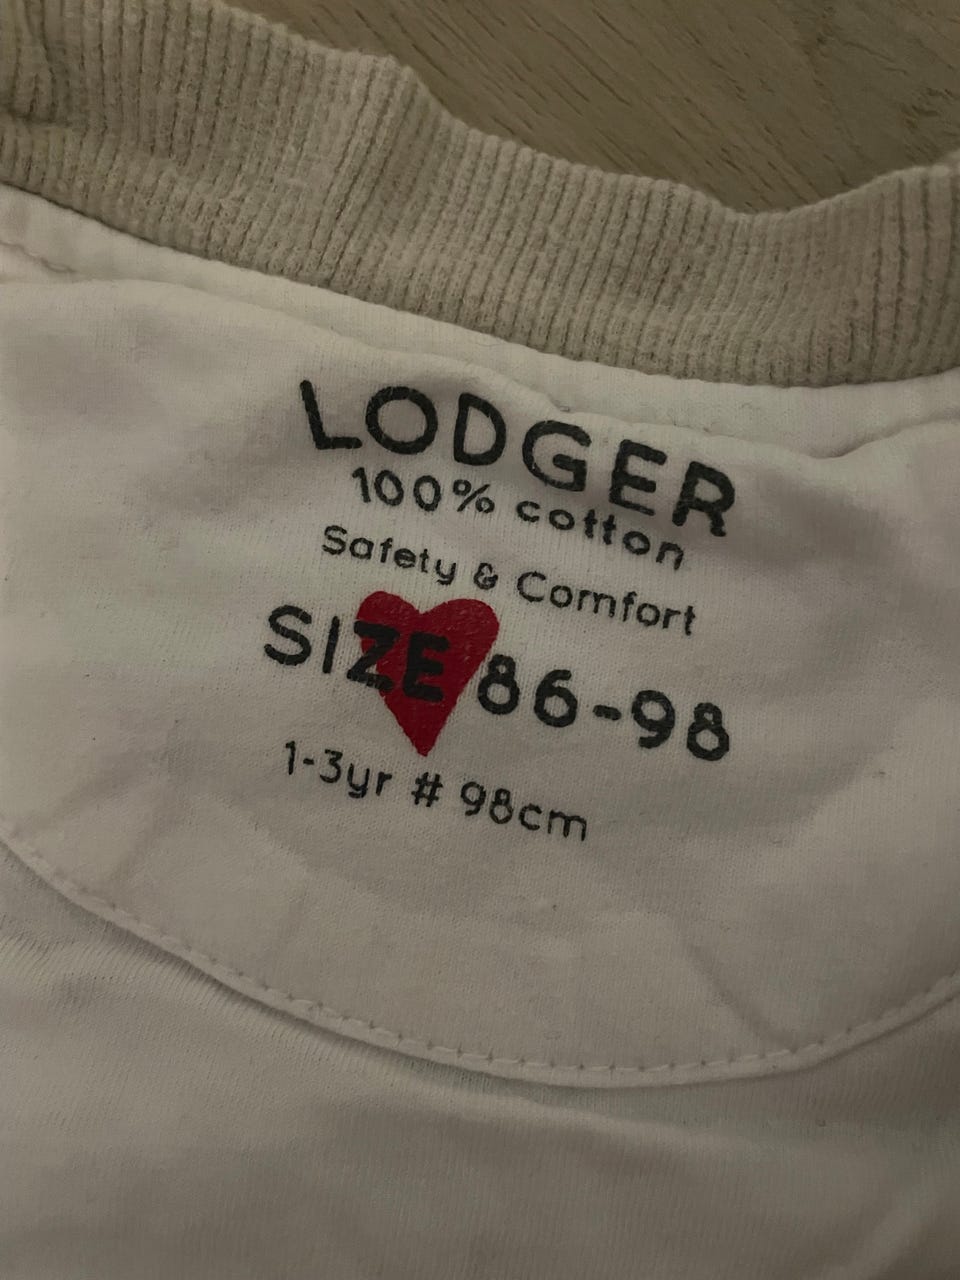 LODGER
100% cotton
Safety & Comfort
SIZE 86-98
1-3yr # 98cm